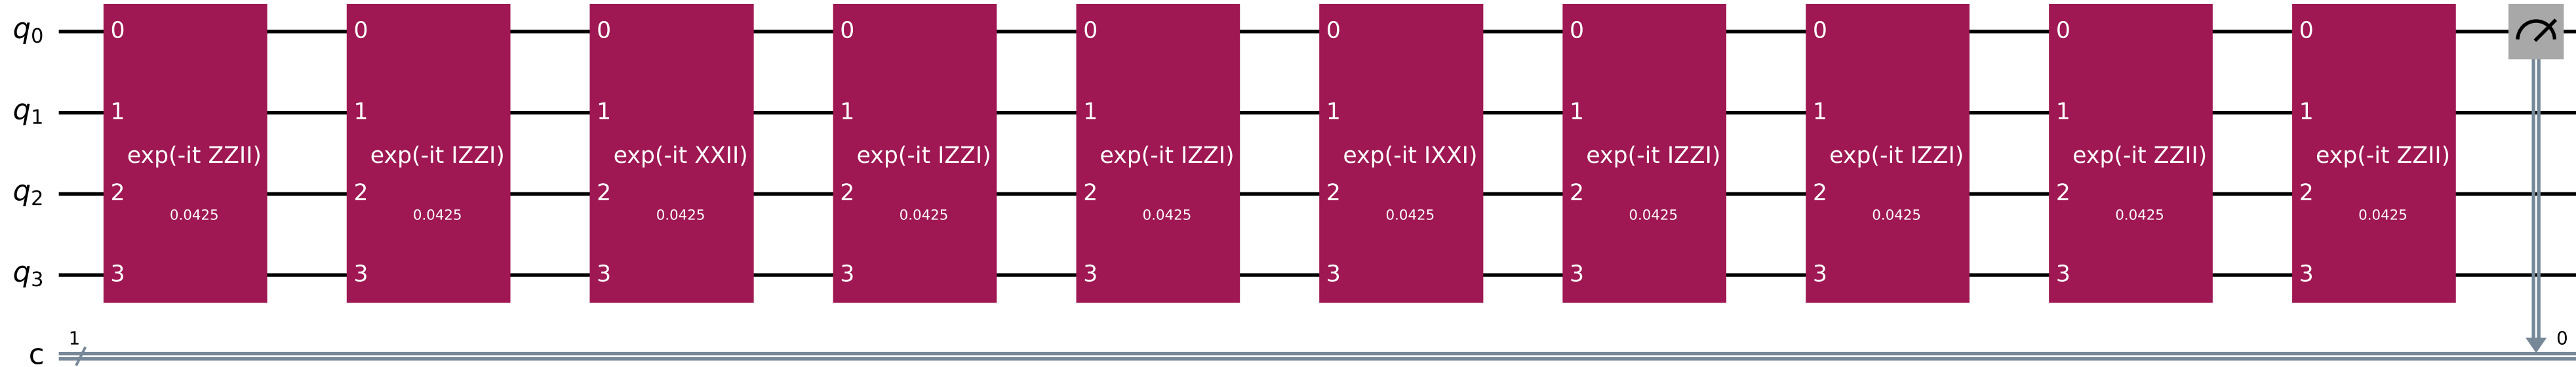 q0 0 0 0 0 0 0 0 0 0 0
q1 1 1 1 1 1 1 1 1 1 1
exp(-it ZZII) exp(-it IZZI) exp(-it XXII) exp(-it IZZI) exp(-it IZZI) exp(-it IXXI) exp(-it IZZI) exp(-it IZZI) exp(-it ZZII) exp(-it ZZII)
q2 2 2 2 2 2 2 2 2 2 2
0.0425 0.0425 0.0425 0.0425 0.0425 0.0425 0.0425 0.0425 0.0425 0.0425
q3 3 3 3 3 3 3 3 3 3 3
1 0
c